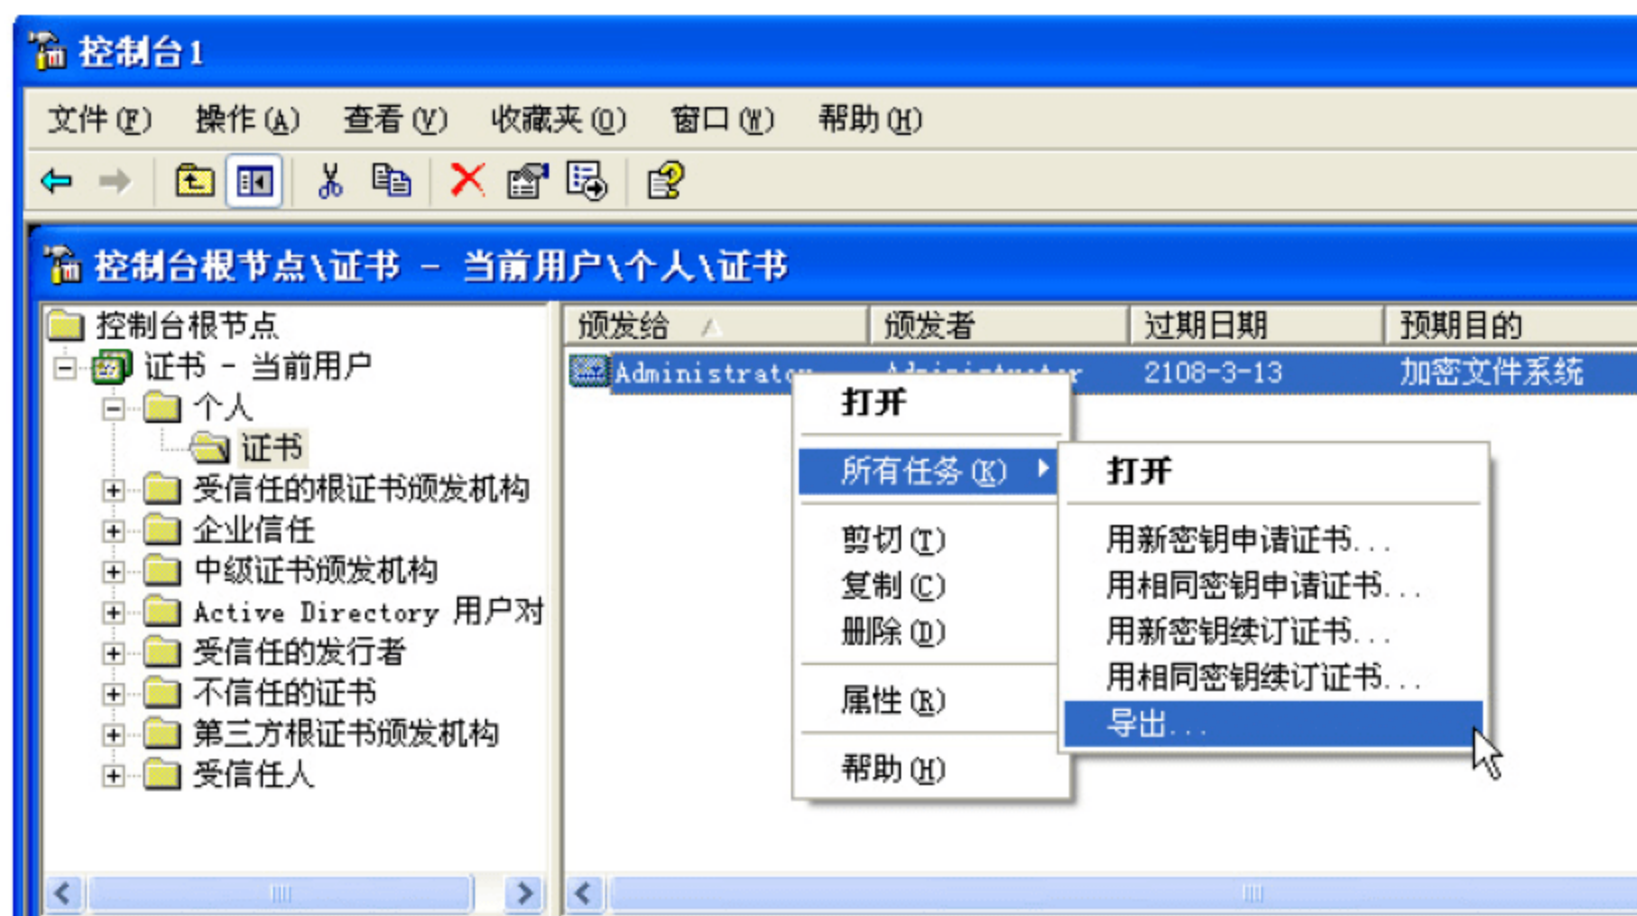 控制台1
文件(F) 操作(A) 查看(V) 收藏夹(O) 窗口(W) 帮助(H)
控制台根节点\证书 - 当前用户\个人\证书
控制台根节点
证书 - 当前用户
个人
证书
受信任的根证书颁发机构
企业信任
中级证书颁发机构
Active Directory 用户对
受信任的发行者
不信任的证书
第三方根证书颁发机构
受信任人
颁发给 颁发者 过期日期 预期目的
Administrator Administrator 2108-3-13 加密文件系统
打开
所有任务(K)
剪切(T)
复制(C)
删除(D)
属性(R)
帮助(H)
打开
用新密钥申请证书...
用相同密钥申请证书...
用新密钥续订证书...
用相同密钥续订证书...
导出...